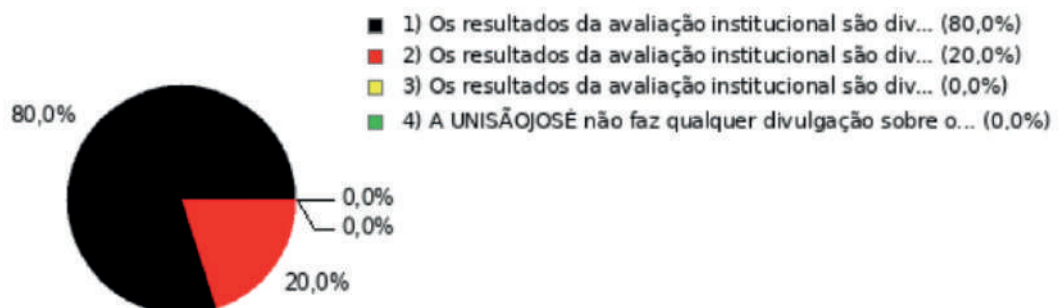 1) Os resultados da avaliação institucional são div... (80,0%)
2) Os resultados da avaliação institucional são div... (20,0%)
3) Os resultados da avaliação institucional são div... (0,0%)
4) A UNISÃOJOSÉ não faz qualquer divulgação sobre o... (0,0%)
80,0%
0,0%
0,0%
20,0%